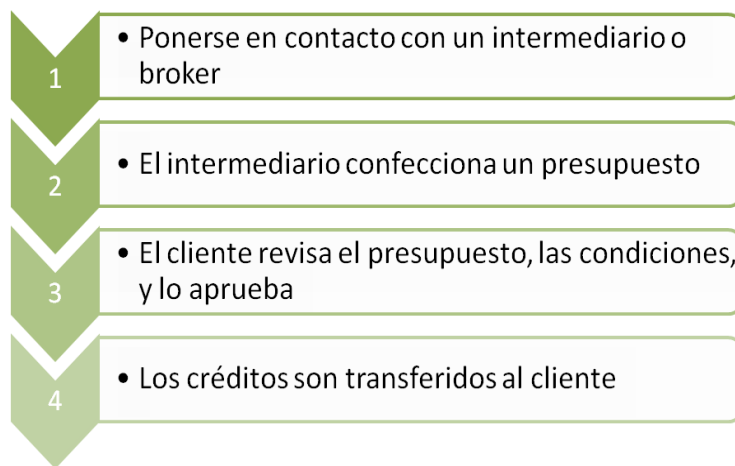 1
• Ponerse en contacto con un intermediario o
broker
2
• El intermediario confecciona un presupuesto
3
• El cliente revisa el presupuesto, las condiciones,
y lo aprueba
4
• Los créditos son transferidos al cliente